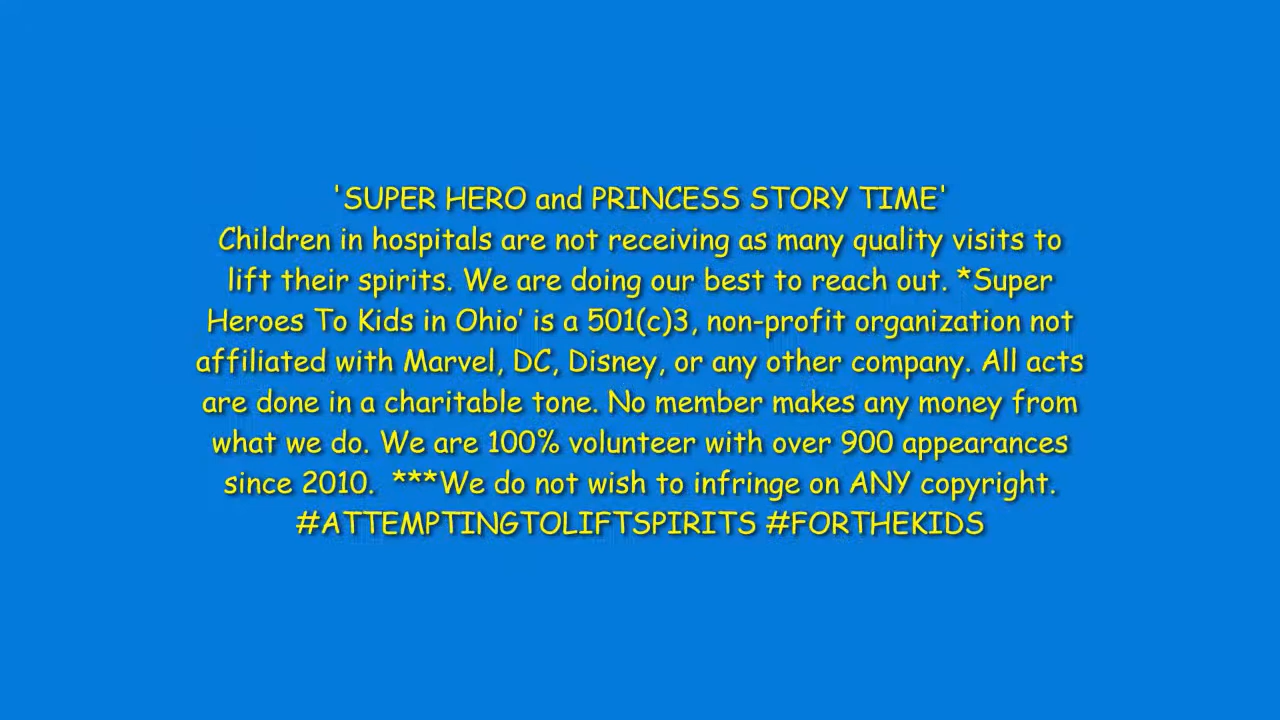 'SUPER HERO and PRINCESS STORY TIME'
Children in hospitals are not receiving as many quality visits to
lift their spirits. We are doing our best to reach out. *Super
Heroes To Kids in Ohio’ is a 501(c)3, non-profit organization not
affiliated with Marvel, DC, Disney, or any other company. All acts
are done in a charitable tone. No member makes any money from
what we do. We are 100% volunteer with over 900 appearances
since 2010.  ***We do not wish to infringe on ANY copyright.
#ATTEMPTINGTOLIFTSPIRITS #FORTHEKIDS